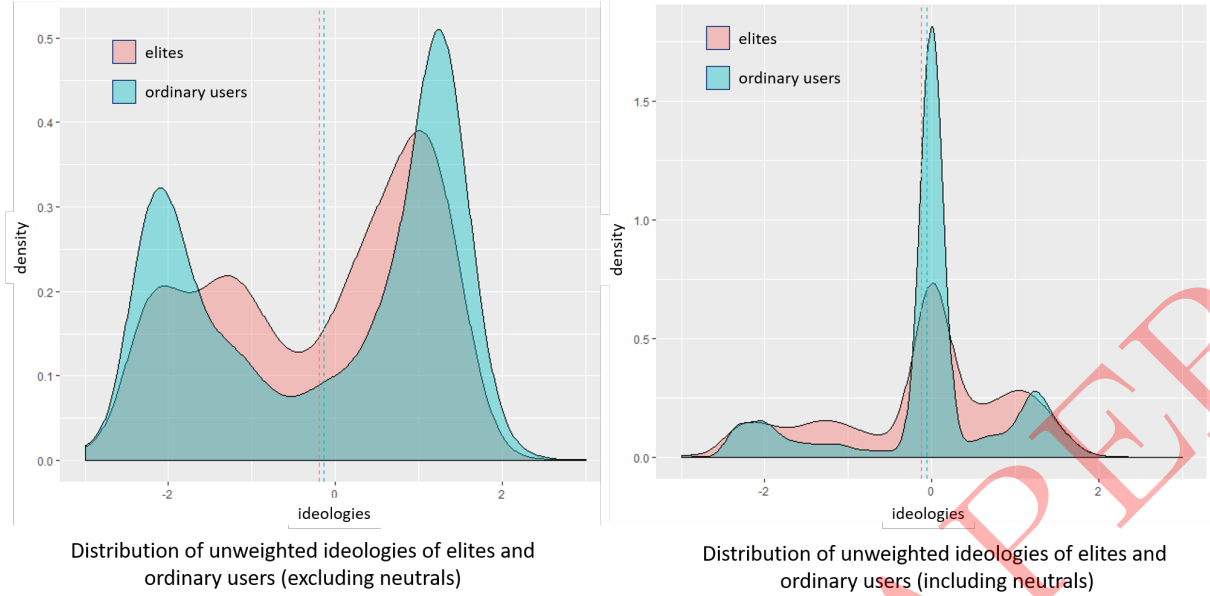 elites
ordinary users
0.5
0.4
0.3
0.2
0.1
0.0
density
-2
0
2
ideologies
Distribution of unweighted ideologies of elites and
ordinary users (excluding neutrals)
elites
ordinary users
1.5
1.0
0.5
0.0
density
-2
0
2
ideologies
Distribution of unweighted ideologies of elites and
ordinary users (including neutrals)